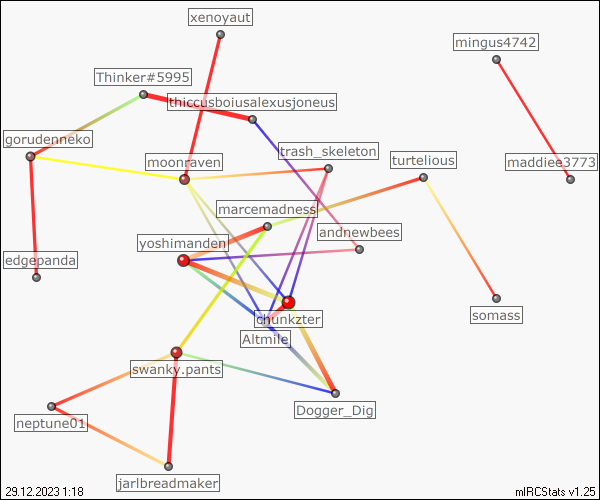 xenoyaut
mingus4742
Thinker#5995
thiccusboiusalexusjoneus
gorudenneko
trash_skeleton
moonraven
turtelious
maddiee3773
marcemadness
andnewbees
yoshimanden
edgepanda
chunkzter
somass
Altmile
swanky.pants
Dogger_Dig
neptune01
jarlbreadmaker
29.12.2023 1:18
mIRCStats v1.25